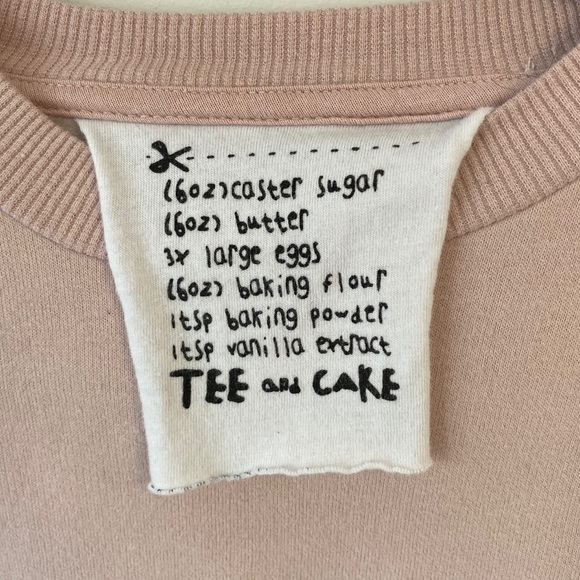 (6oz) caster sugar
(6oz) butter
3x large eggs
(6oz) baking flour
1tsp baking powder
1tsp vanilla extract
TEE and CAKE